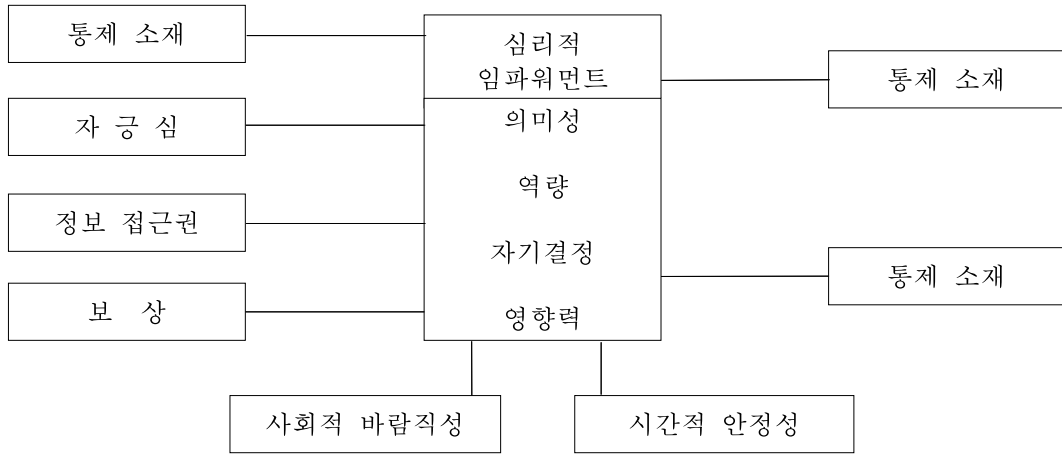 통제 소재
심리적
임파워먼트
통제 소재
자 긍 심
의미성
역량
정보 접근권
자기결정
통제 소재
보 상
영향력
사회적 바람직성
시간적 안정성